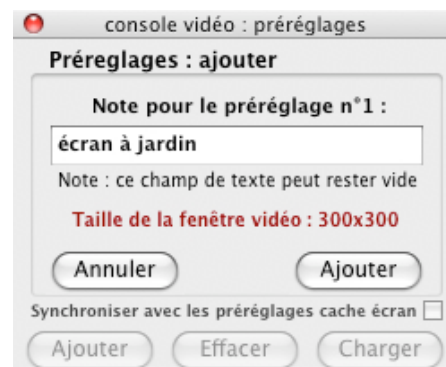 console vidéo : préréglages
Préreglages : ajouter
Note pour le préréglage n°1 :
écran à jardin
Note : ce champ de texte peut rester vide
Taille de la fenêtre vidéo : 300x300
Annuler Ajouter
Synchroniser avec les préréglages cache écran
Ajouter Effacer Charger